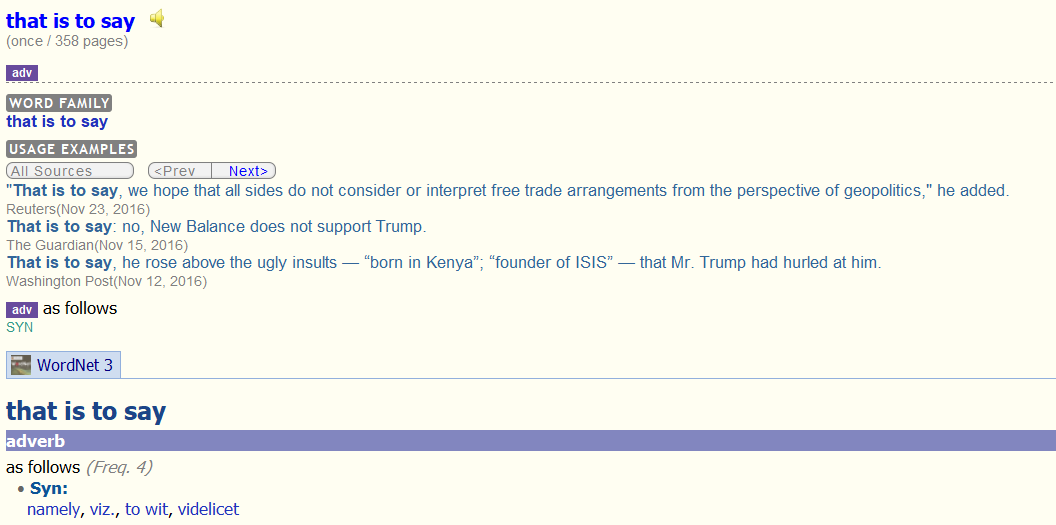 that is to say
(once / 358 pages)
adv
WORD FAMILY
that is to say
USAGE EXAMPLES
All Sources <Prev Next>
"That is to say, we hope that all sides do not consider or interpret free trade arrangements from the perspective of geopolitics," he added.
Reuters(Nov 23, 2016)
That is to say: no, New Balance does not support Trump.
The Guardian(Nov 15, 2016)
That is to say, he rose above the ugly insults — “born in Kenya”; “founder of ISIS” — that Mr. Trump had hurled at him.
Washington Post(Nov 12, 2016)
adv as follows
SYN
WordNet 3
that is to say
adverb
as follows (Freq. 4)
• Syn:
namely, viz., to wit, videlicet